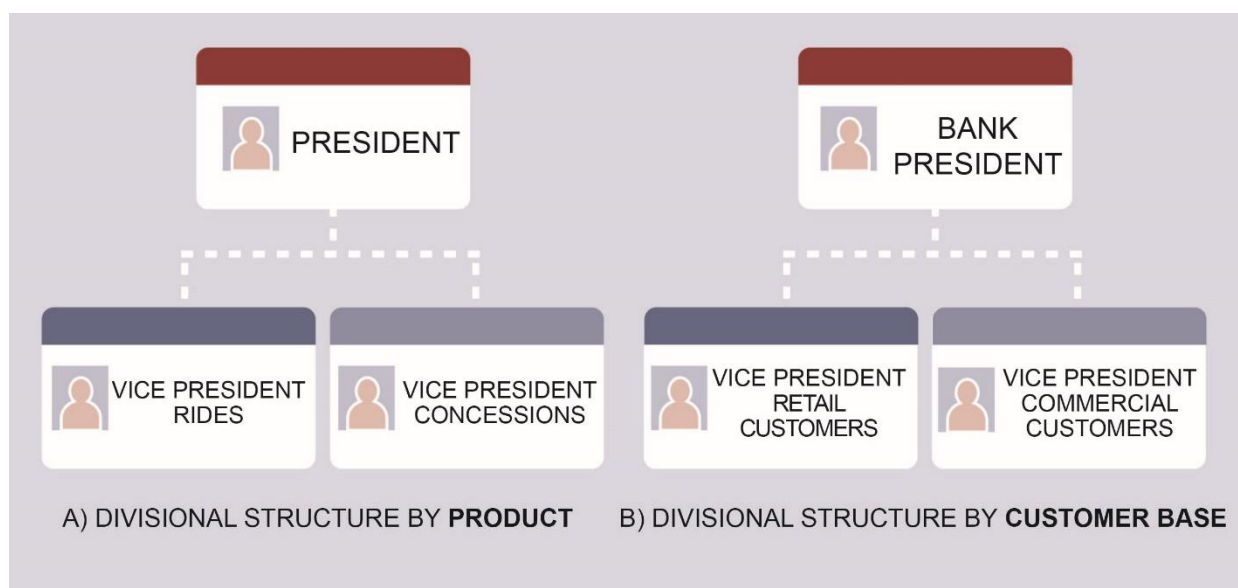 PRESIDENT
BANK
PRESIDENT
VICE PRESIDENT
RIDES
VICE PRESIDENT
CONCESSIONS
VICE PRESIDENT
RETAIL
CUSTOMERS
VICE PRESIDENT
COMMERCIAL
CUSTOMERS
A) DIVISIONAL STRUCTURE BY PRODUCT
B) DIVISIONAL STRUCTURE BY CUSTOMER BASE